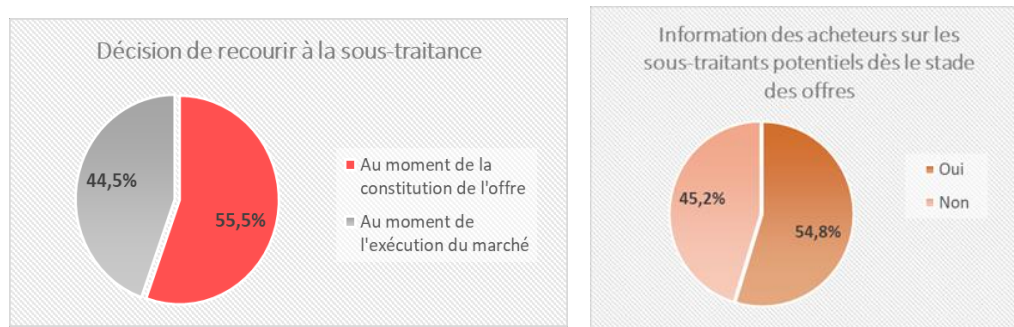 Décision de recourir à la sous-traitance
44,5%
55,5%
Au moment de la
constitution de l'offre
Au moment de
l'exécution du marché
Information des acheteurs sur les
sous-traitants potentiels dès le stade
des offres
45,2%
54,8%
Oui
Non